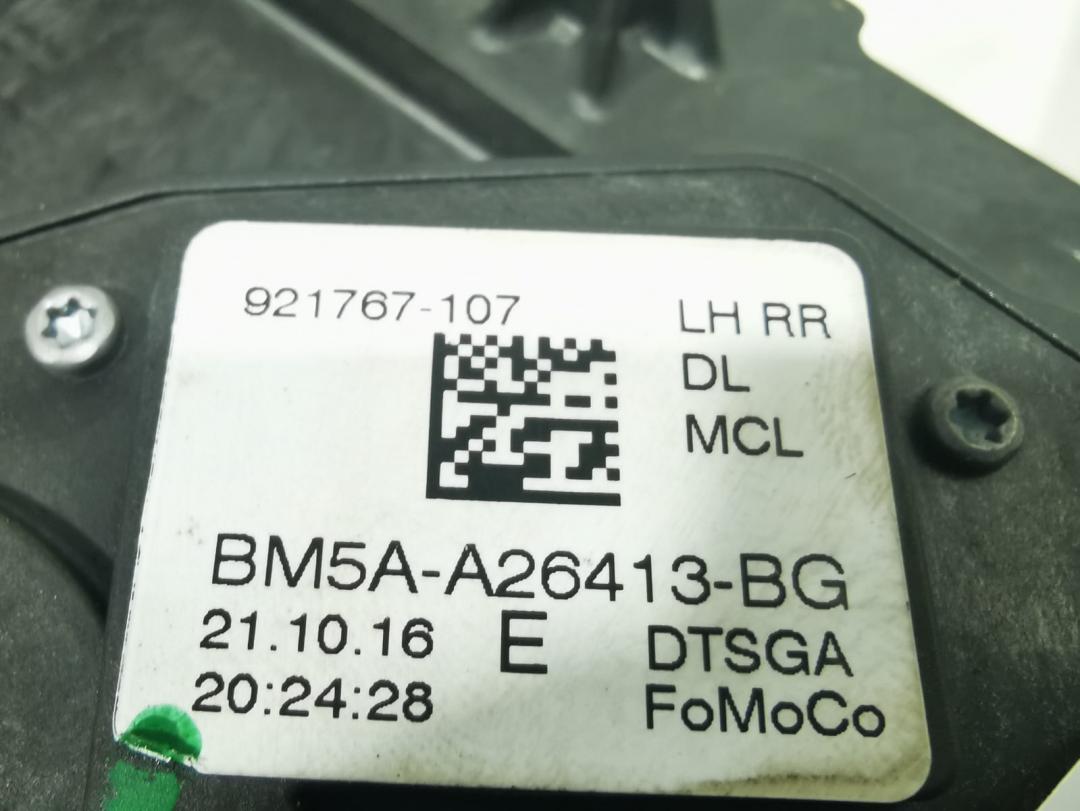 921767-107 LH RR
DL
MCL
BM5A-A26413-BG
21.10.16 E DTSGA
20:24:28 FoMoCo